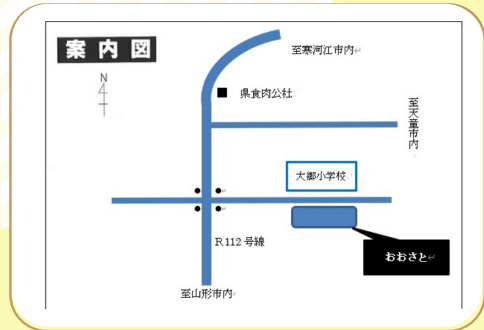 案内図
至寒河江市内
N
県食肉公社
至天童市内
大郷小学校
R112号線
おおさと
至山形市内